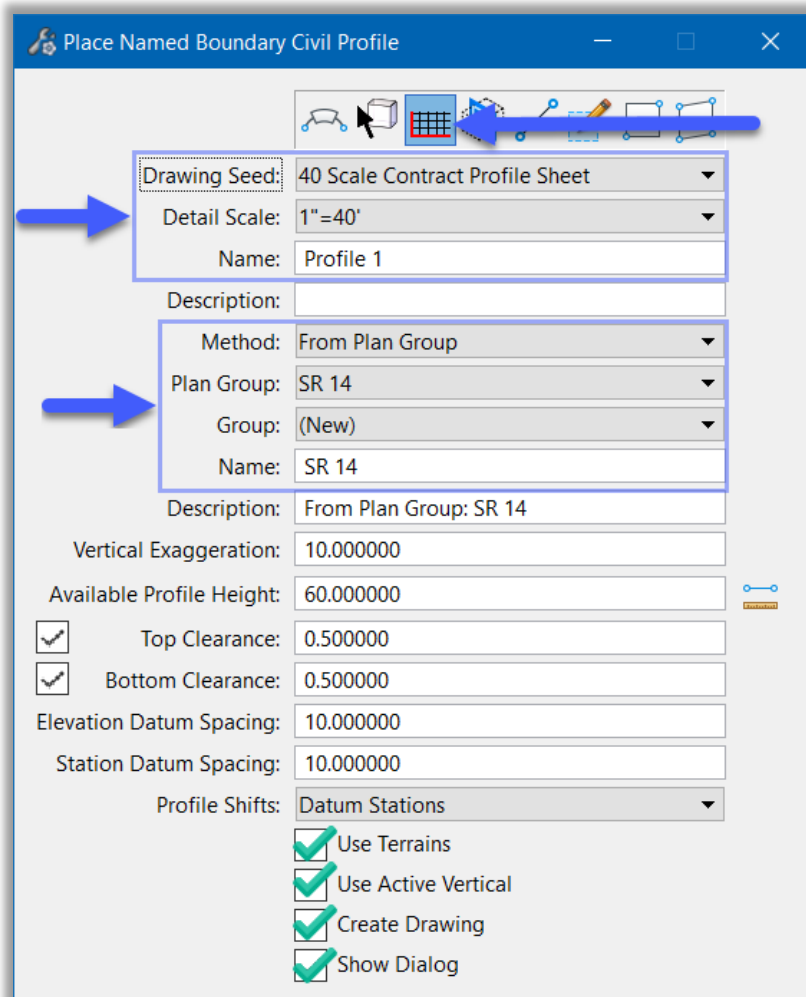 Place Named Boundary Civil Profile
Drawing Seed: 40 Scale Contract Profile Sheet
Detail Scale: 1"=40'
Name: Profile 1
Description:
Method: From Plan Group
Plan Group: SR 14
Group: (New)
Name: SR 14
Description: From Plan Group: SR 14
Vertical Exaggeration: 10.000000
Available Profile Height: 60.000000
Top Clearance: 0.500000
Bottom Clearance: 0.500000
Elevation Datum Spacing: 10.000000
Station Datum Spacing: 10.000000
Profile Shifts: Datum Stations
Use Terrains
Use Active Vertical
Create Drawing
Show Dialog